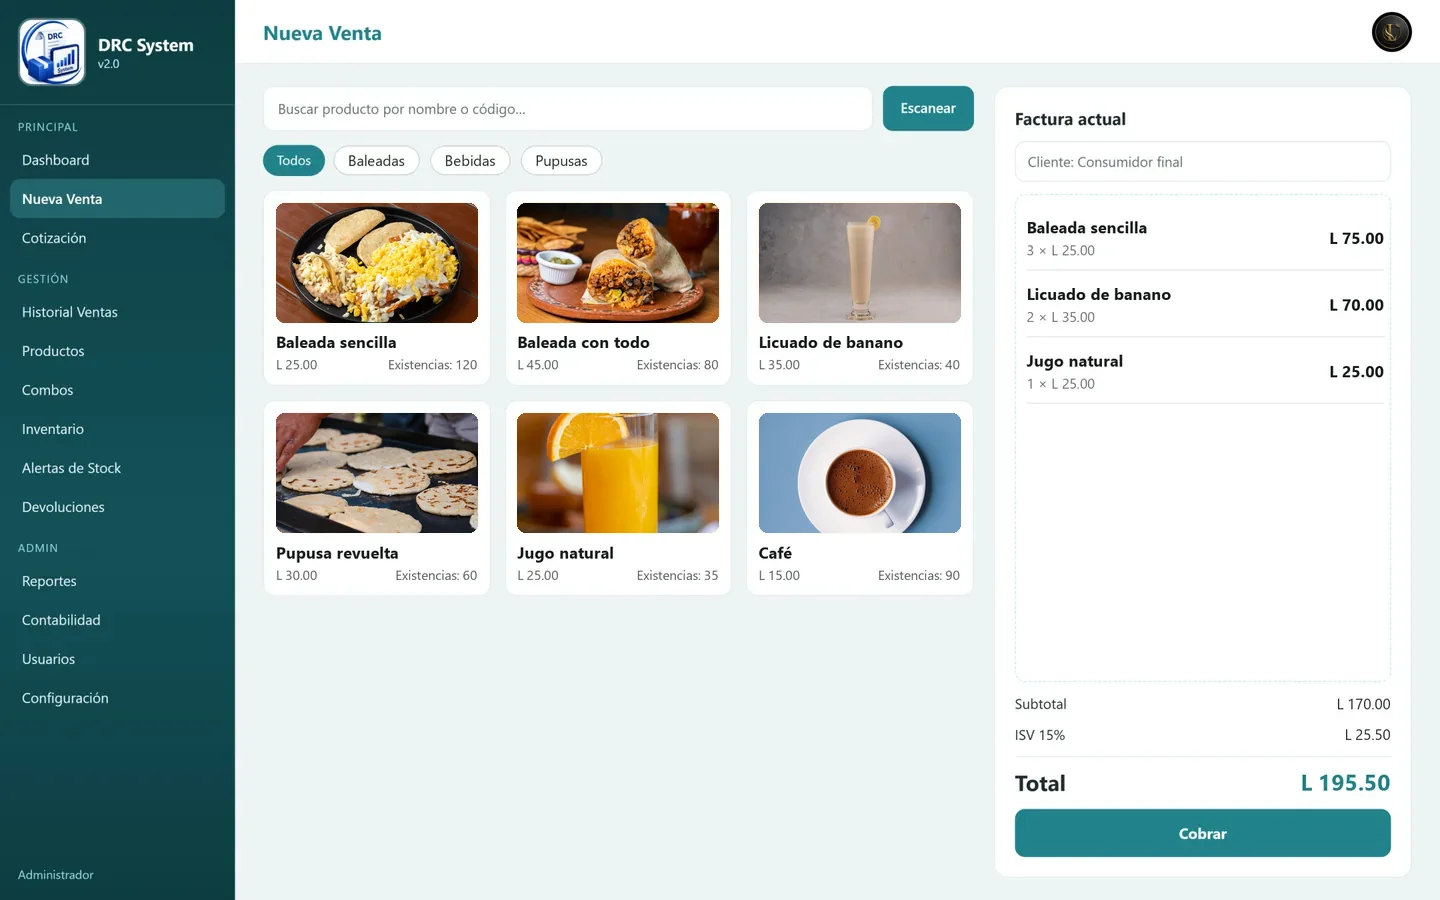 DRC
System
DRC System
v2.0
PRINCIPAL
Dashboard
Nueva Venta
Cotización
GESTIÓN
Historial Ventas
Productos
Combos
Inventario
Alertas de Stock
Devoluciones
ADMIN
Reportes
Contabilidad
Usuarios
Configuración
Administrador
Nueva Venta
Buscar producto por nombre o código...
Escanear
Todos
Baleadas
Bebidas
Pupusas
Baleada sencilla
L 25.00 Existencias: 120
Baleada con todo
L 45.00 Existencias: 80
Licuado de banano
L 35.00 Existencias: 40
Pupusa revuelta
L 30.00 Existencias: 60
Jugo natural
L 25.00 Existencias: 35
Café
L 15.00 Existencias: 90
Factura actual
Cliente: Consumidor final
Baleada sencilla
3 × L 25.00 L 75.00
Licuado de banano
2 × L 35.00 L 70.00
Jugo natural
1 × L 25.00 L 25.00
Subtotal L 170.00
ISV 15% L 25.50
Total L 195.50
Cobrar